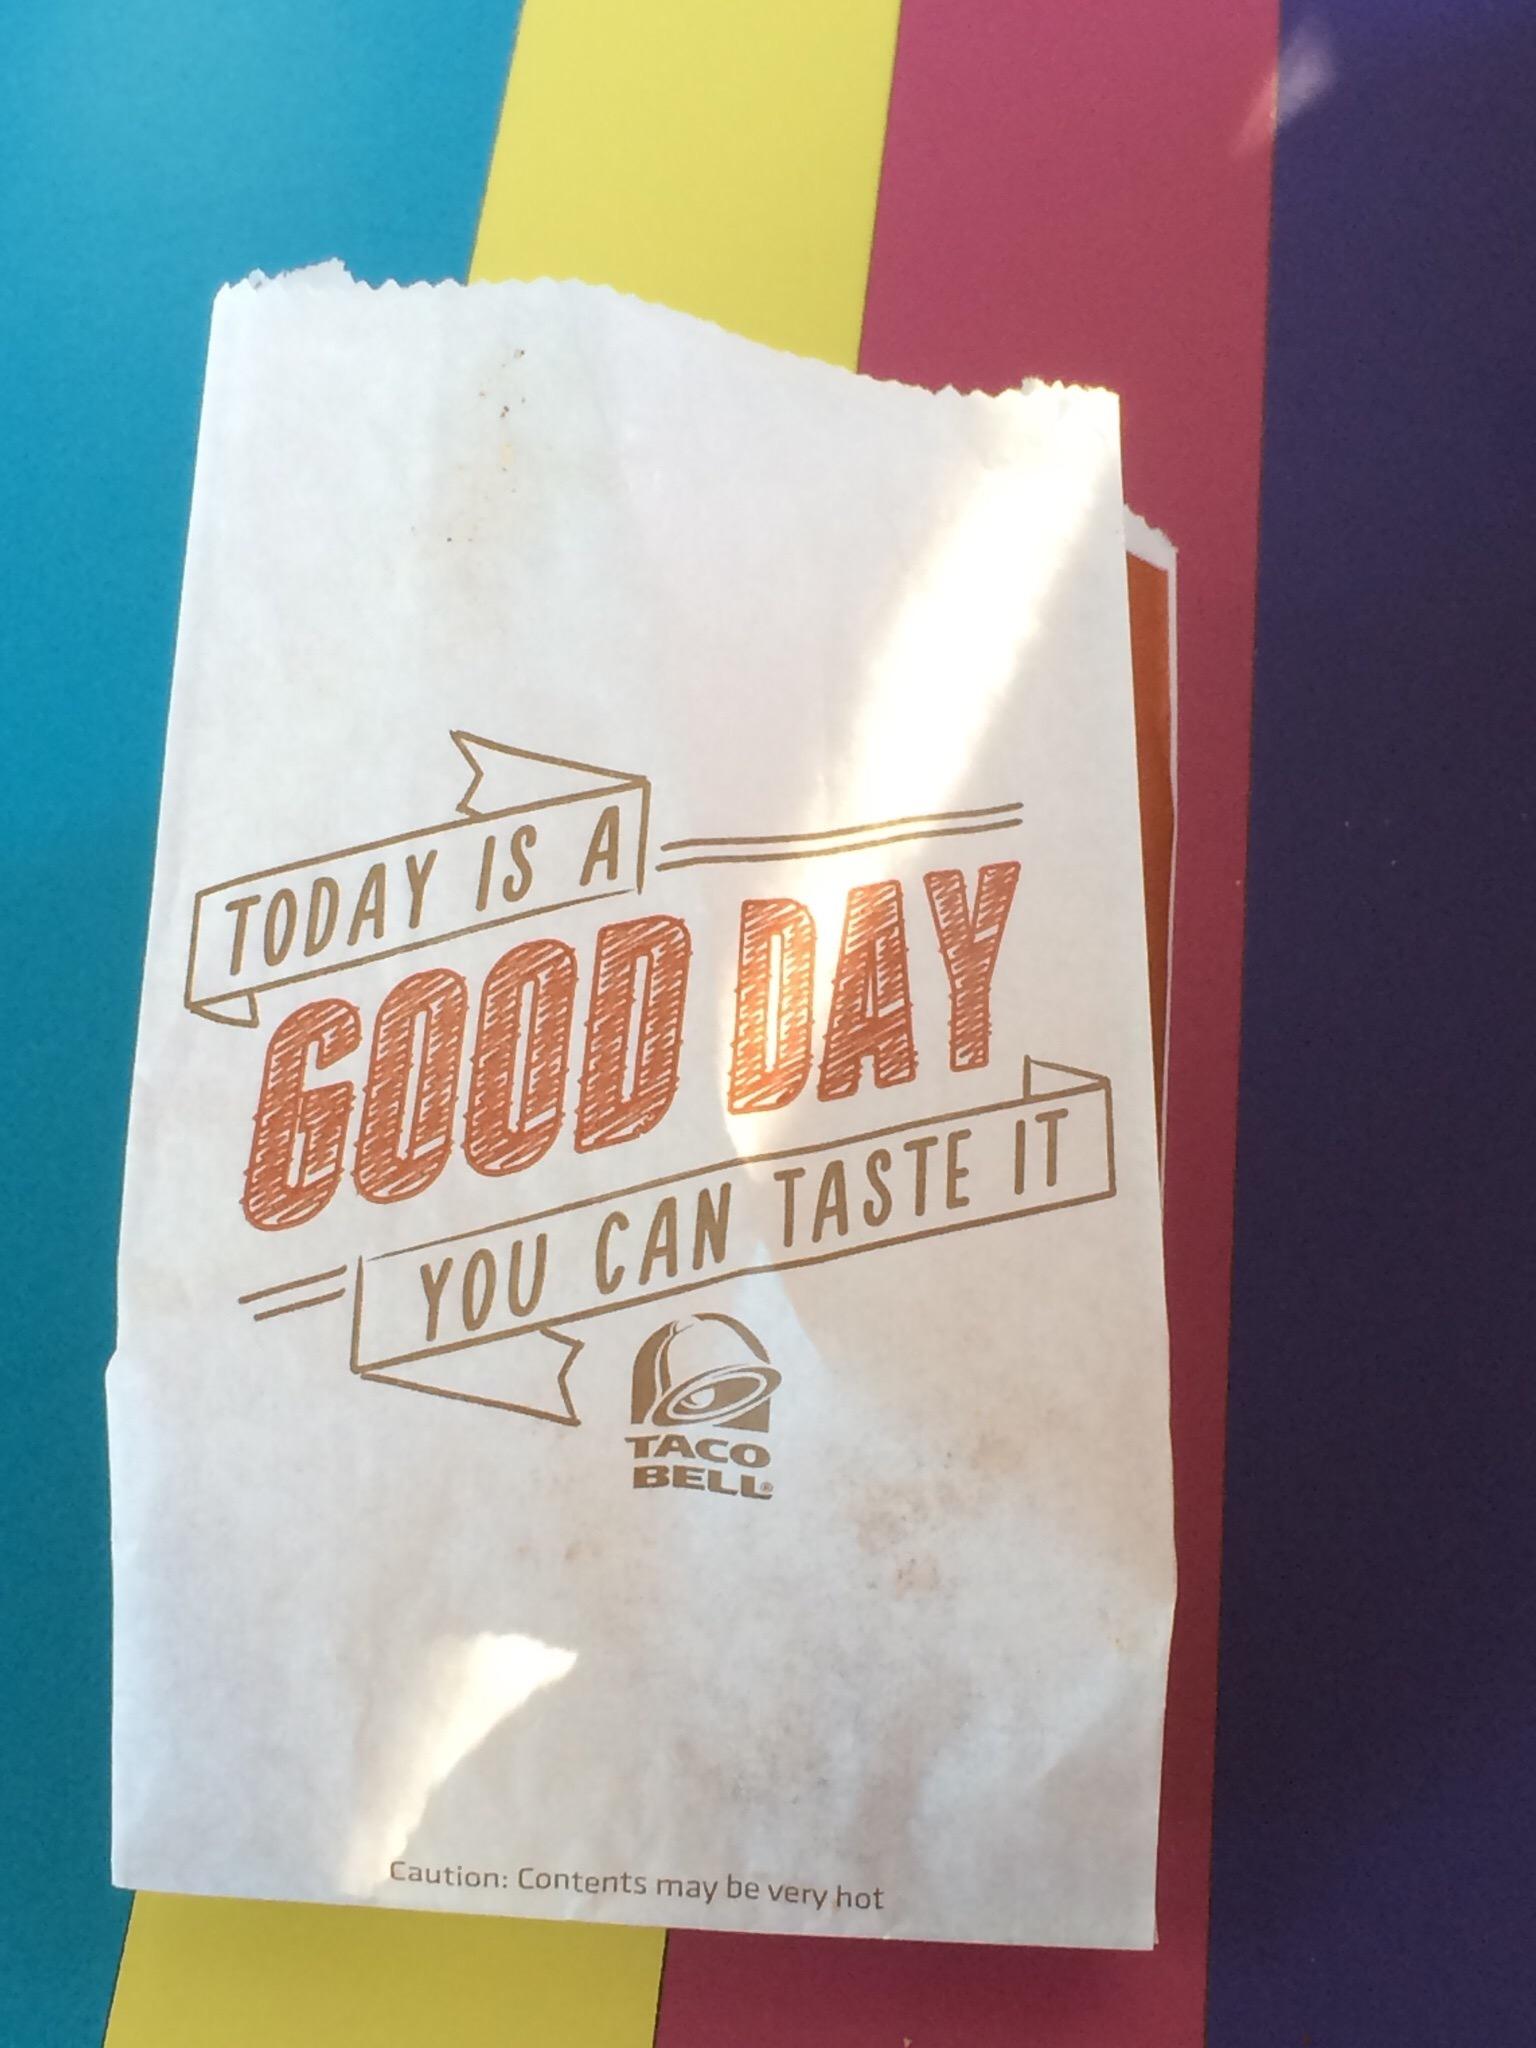 TODAY IS A
GOOD DAY
YOU CAN TASTE IT
TACO
BELL®
Caution: Contents may be very hot